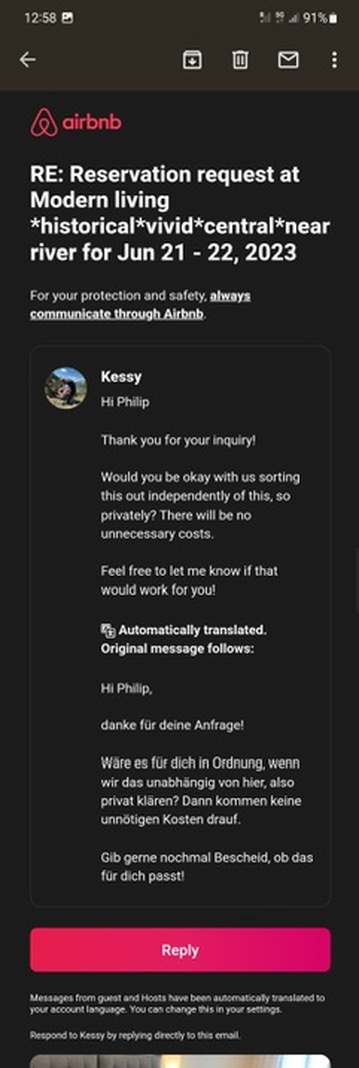 12:58
91%
airbnb
RE: Reservation request at
Modern living
*historical*vivid*central*near
river for Jun 21 - 22, 2023
For your protection and safety, always
communicate through Airbnb.
Kessy
Hi Philip
Thank you for your inquiry!
Would you be okay with us sorting
this out independently of this, so
privately? There will be no
unnecessary costs.
Feel free to let me know if that
would work for you!
Automatically translated.
Original message follows:
Hi Philip,
danke für deine Anfrage!
Wäre es für dich in Ordnung, wenn
wir das unabhängig von hier, also
privat klären? Dann kommen keine
unnötigen Kosten drauf.
Gib gerne nochmal Bescheid, ob das
für dich passt!
Reply
Messages from guest and Hosts have been automatically translated to
your account language. You can change this in your settings.
Respond to Kessy by replying directly to this email.